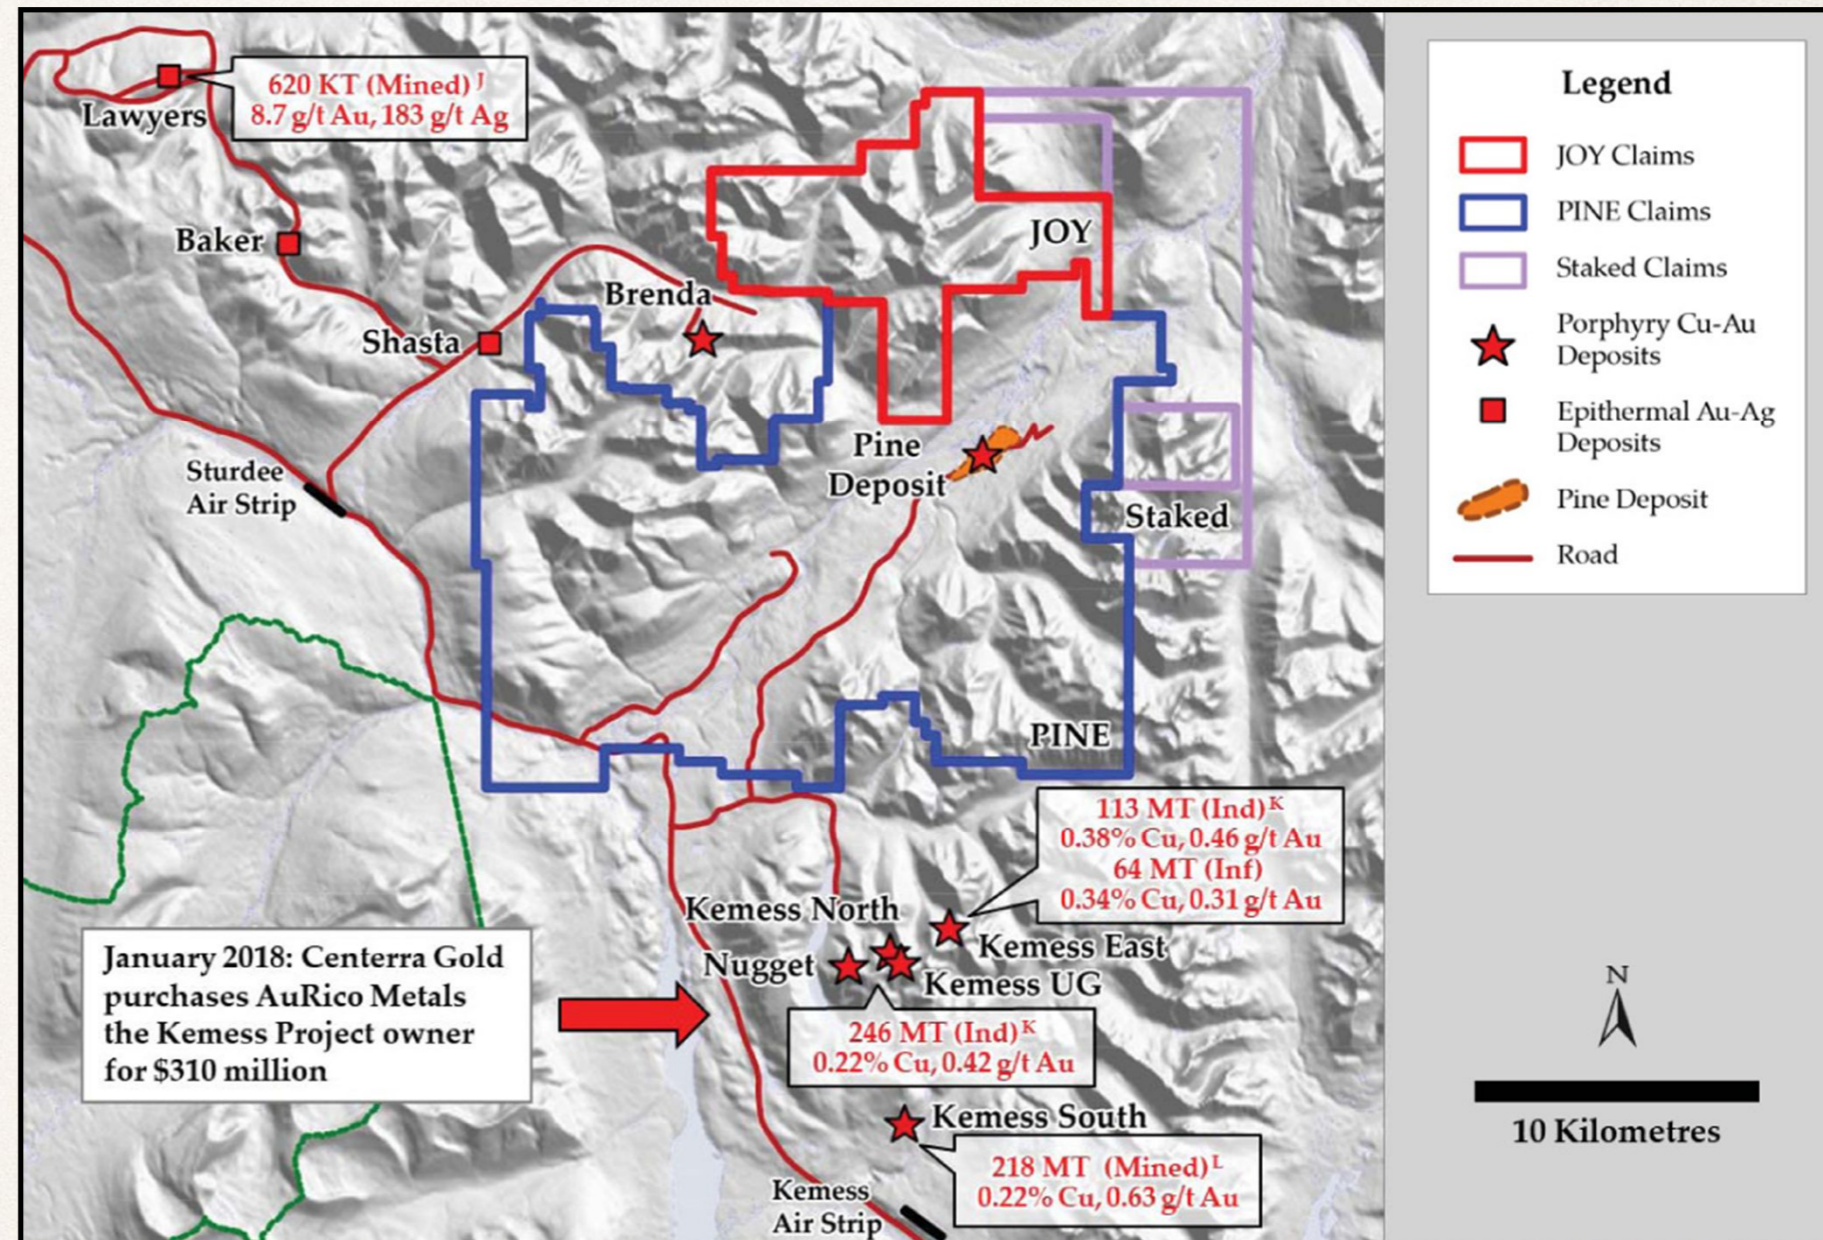 620 KT (Mined) J
8.7 g/t Au, 183 g/t Ag
Lawyers
Baker
Shasta
Brenda
JOY
Sturdee
Air Strip
Pine
Deposit
Staked
PINE
113 MT (Ind) K
0.38% Cu, 0.46 g/t Au
64 MT (Inf)
0.34% Cu, 0.31 g/t Au
Kemess North
Kemess East
Nugget
Kemess UG
246 MT (Ind) K
0.22% Cu, 0.42 g/t Au
January 2018: Centerra Gold
purchases AuRico Metals
the Kemess Project owner
for $310 million
Kemess South
218 MT (Mined) L
0.22% Cu, 0.63 g/t Au
Kemess
Air Strip
Legend
JOY Claims
PINE Claims
Staked Claims
Porphyry Cu-Au
Deposits
Epithermal Au-Ag
Deposits
Pine Deposit
Road
N
10 Kilometres